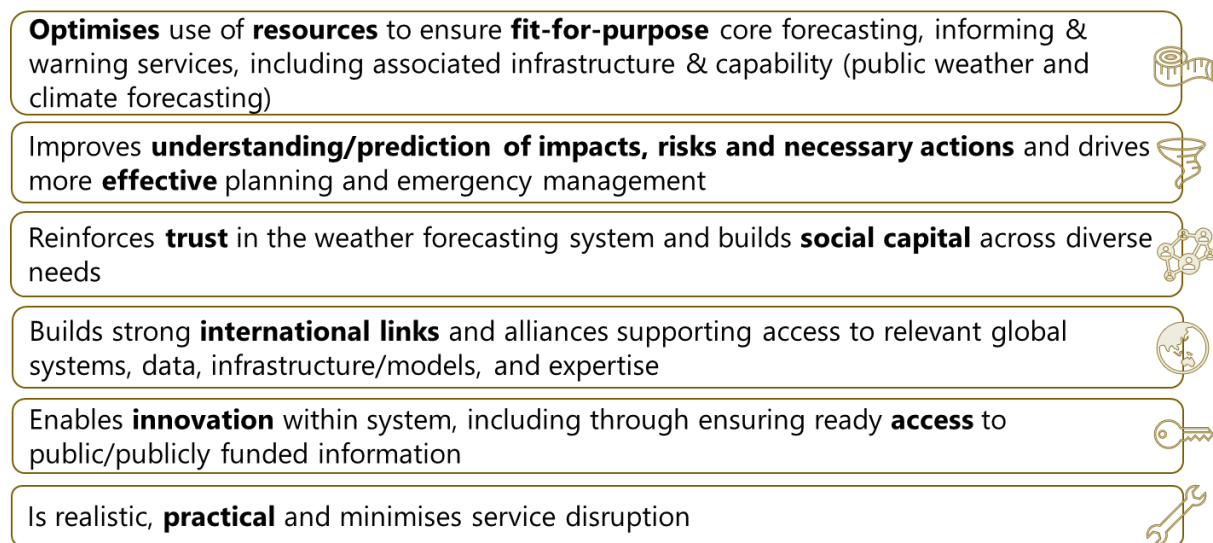 Optimises use of resources to ensure fit-for-purpose core forecasting, informing &
warning services, including associated infrastructure & capability (public weather and
climate forecasting)
Improves understanding/prediction of impacts, risks and necessary actions and drives
more effective planning and emergency management
Reinforces trust in the weather forecasting system and builds social capital across diverse
needs
Builds strong international links and alliances supporting access to relevant global
systems, data, infrastructure/models, and expertise
Enables innovation within system, including through ensuring ready access to
public/publicly funded information
Is realistic, practical and minimises service disruption